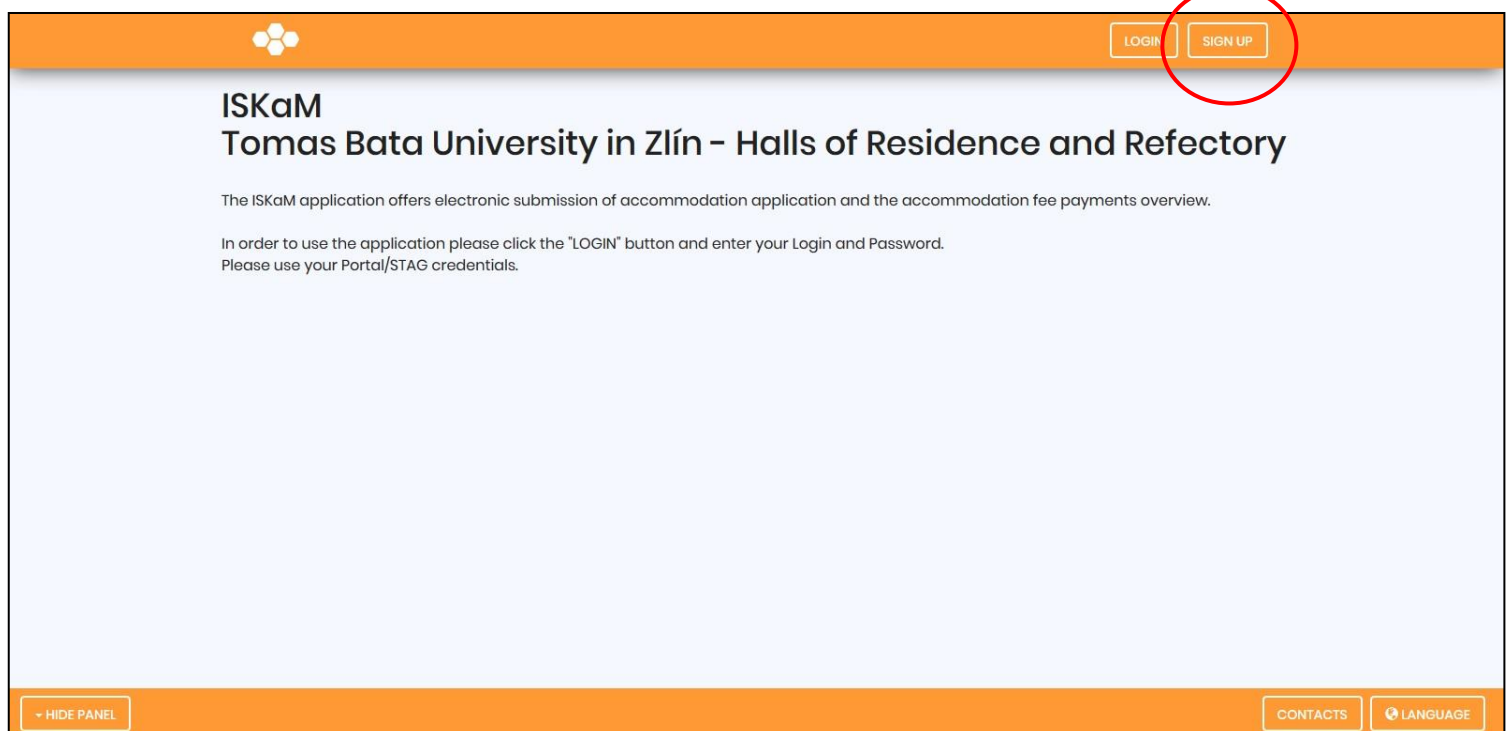 LOGIN SIGN UP
ISKaM
Tomas Bata University in Zlín - Halls of Residence and Refectory
The ISKaM application offers electronic submission of accommodation application and the accommodation fee payments overview.
In order to use the application please click the "LOGIN" button and enter your Login and Password.
Please use your Portal/STAG credentials.
HIDE PANEL CONTACTS LANGUAGE